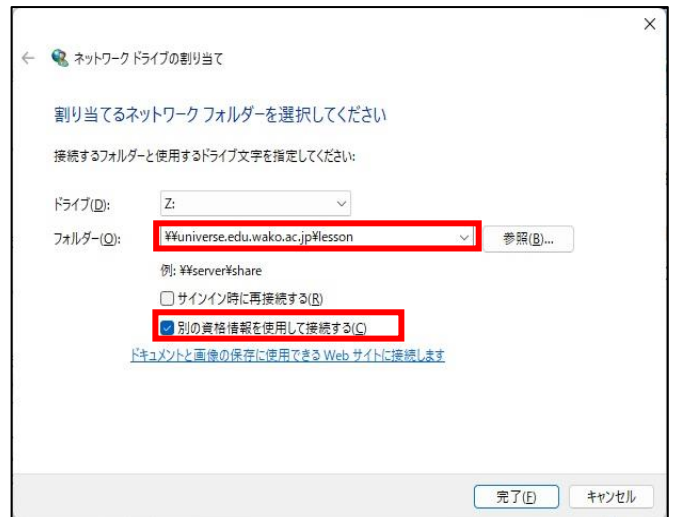 ネットワーク ドライブの割り当て
割り当てるネットワーク フォルダーを選択してください
接続するフォルダーと使用するドライブ文字を指定してください:
ドライブ(D): Z:
フォルダー(O): ¥¥universe.edu.wako.ac.jp¥lesson 参照(B)...
例: ¥¥server¥share
サインイン時に再接続する(R)
別の資格情報を使用して接続する(C)
ドキュメントと画像の保存に使用できる Web サイトに接続します
完了(F) キャンセル